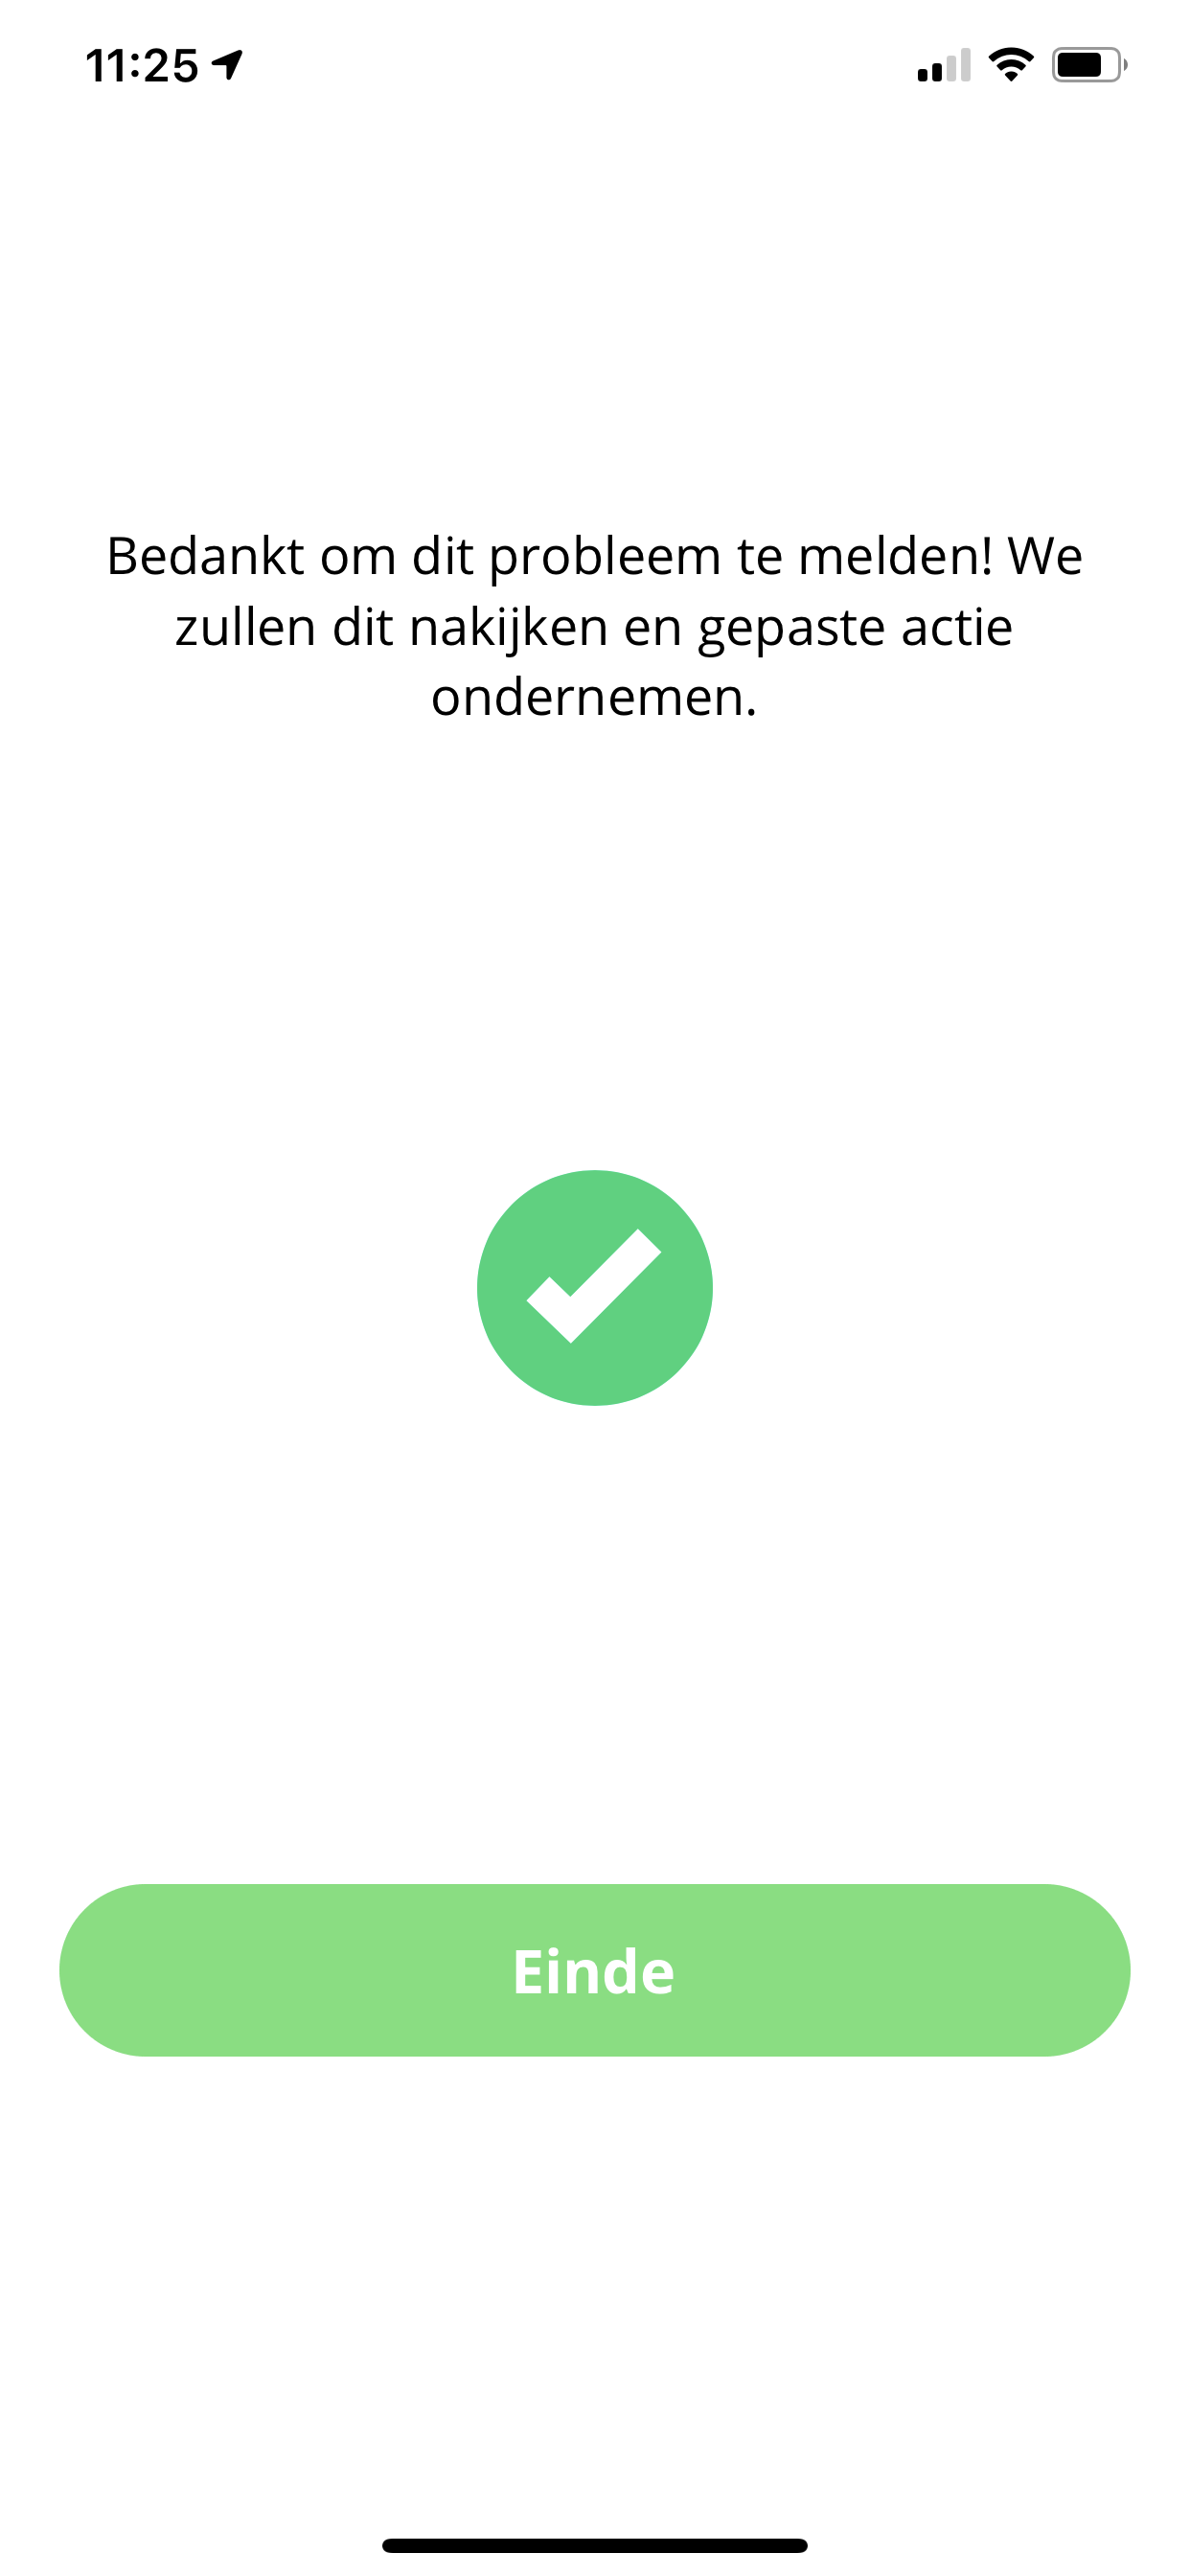 11:25
Bedankt om dit probleem te melden! We
zullen dit nakijken en gepaste actie
ondernemen.
Einde